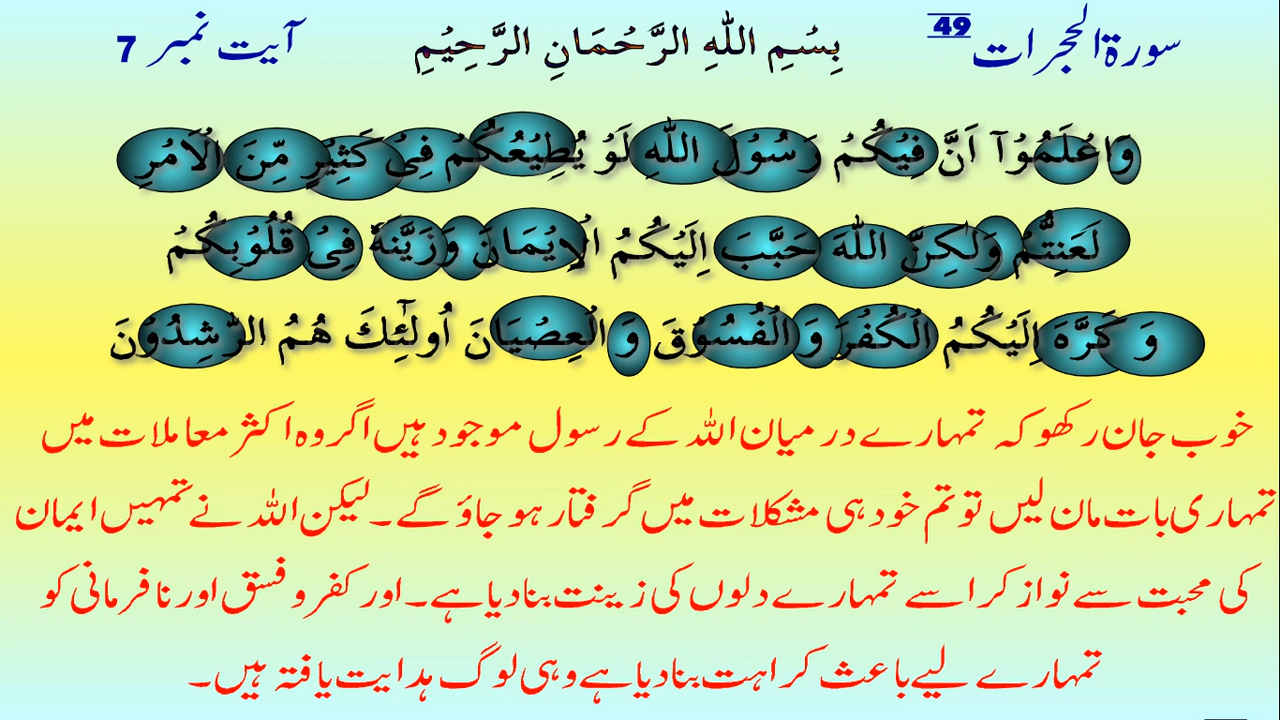 سورۃ الحجرات 49 بِسْمِ اللّٰهِ الرَّحْمَانِ الرَّحِيْمِ آیت نمبر 7
وَاعْلَمُوْآ اَنَّ فِيْكُمْ رَسُوْلَ اللّٰهِ لَوْ يُطِيْعُكُمْ فِىْ كَثِيْرٍ مِّنَ الْاَمْرِ
لَعَنِتُّمْ وَلٰكِنَّ اللّٰهَ حَبَّبَ اِلَيْكُمُ الْاِيْمَانَ وَزَيَّنَهٗ فِىْ قُلُوْبِكُمْ
وَ كَرَّهَ اِلَيْكُمُ الْكُفْرَ وَ الْفُسُوْقَ وَ الْعِصْيَانَ اُولٰٓئِكَ هُمُ الرّٰشِدُوْنَ
خوب جان رکھو کہ تمہارے درمیان اللہ کے رسول موجود ہیں اگر وہ اکثر معاملات میں
تمہاری بات مان لیں تو تم خود ہی مشکلات میں گرفتار ہو جاؤ گے۔ لیکن اللہ نے تمہیں ایمان
کی محبت سے نواز کر اسے تمہارے دلوں کی زینت بنا دیا ہے۔ اور کفر و فسق اور نافرمانی کو
تمہارے لیے باعث کراہت بنا دیا ہے وہی لوگ ہدایت یافتہ ہیں۔